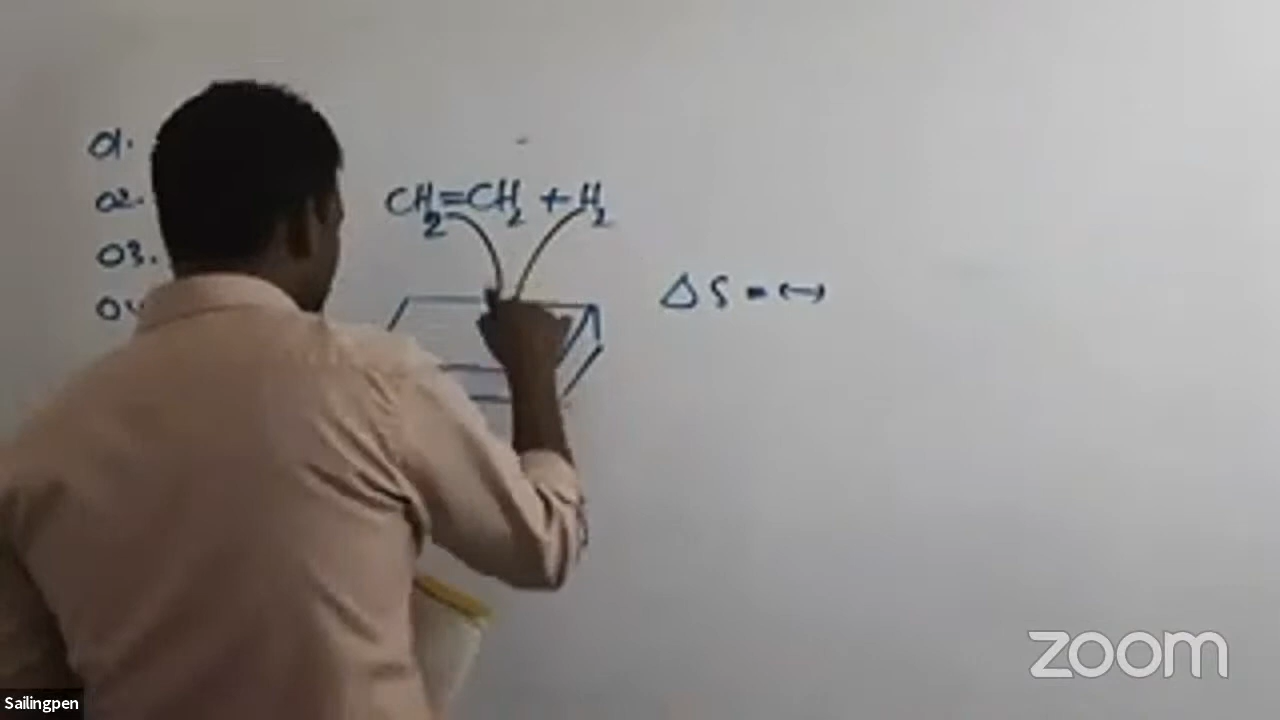 01.
02.
03.
04.
CH₂=CH₂ + H₂
ΔS = (-)
zoom
Sailingpen